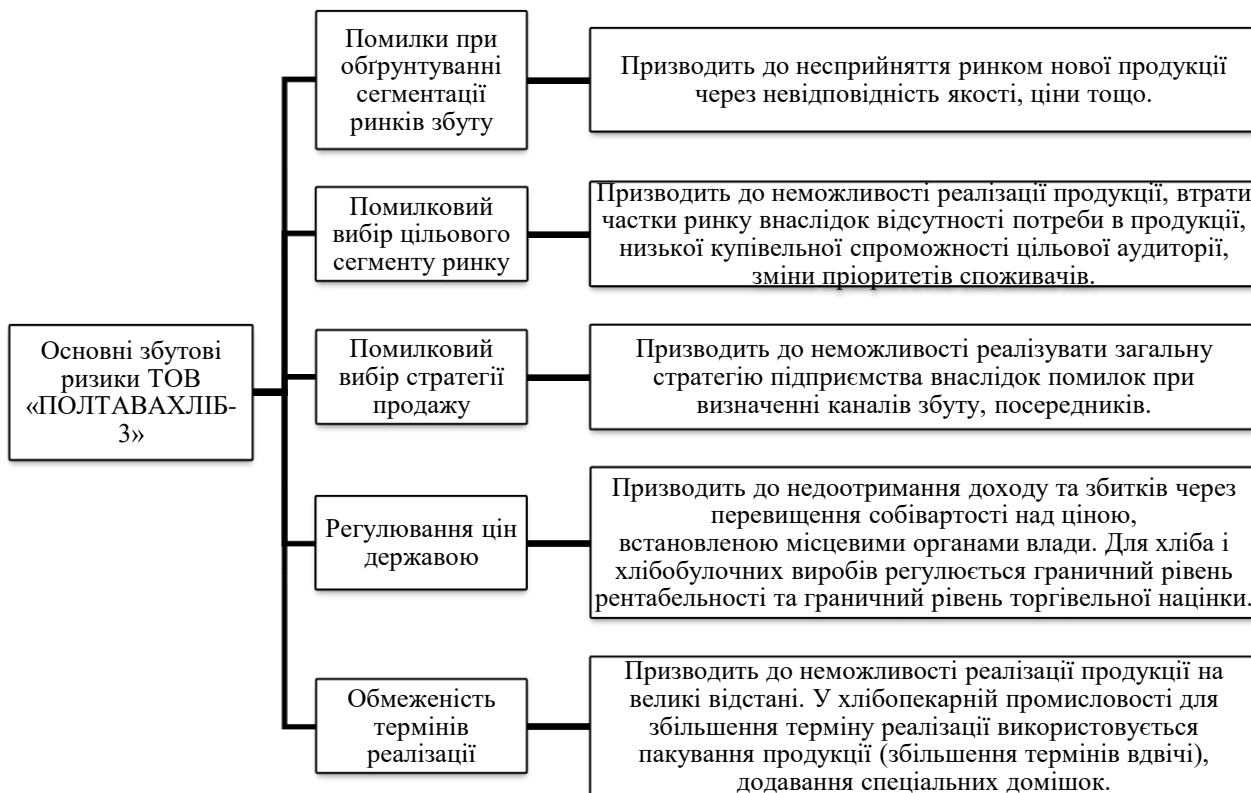 Помилки при
обґрунтуванні
сегментації
ринків збуту
Призводить до несприйняття ринком нової продукції
через невідповідність якості, ціни тощо.
Помилковий
вибір цільового
сегменту ринку
Призводить до неможливості реалізації продукції, втрати
частки ринку внаслідок відсутності потреби в продукції,
низької купівельної спроможності цільової аудиторії,
зміни пріоритетів споживачів.
Основні збутові
ризики ТОВ
«ПОЛТАВАХЛІБ-
3»
Помилковий
вибір стратегії
продажу
Призводить до неможливості реалізувати загальну
стратегію підприємства внаслідок помилок при
визначенні каналів збуту, посередників.
Регулювання цін
державою
Призводить до недоотримання доходу та збитків через
перевищення собівартості над ціною,
встановленою місцевими органами влади. Для хліба і
хлібобулочних виробів регулюється граничний рівень
рентабельності та граничний рівень торгівельної націнки.
Обмеженість
термінів
реалізації
Призводить до неможливості реалізації продукції на
великі відстані. У хлібопекарній промисловості для
збільшення терміну реалізації використовується
пакування продукції (збільшення термінів вдвічі),
додавання спеціальних домішок.